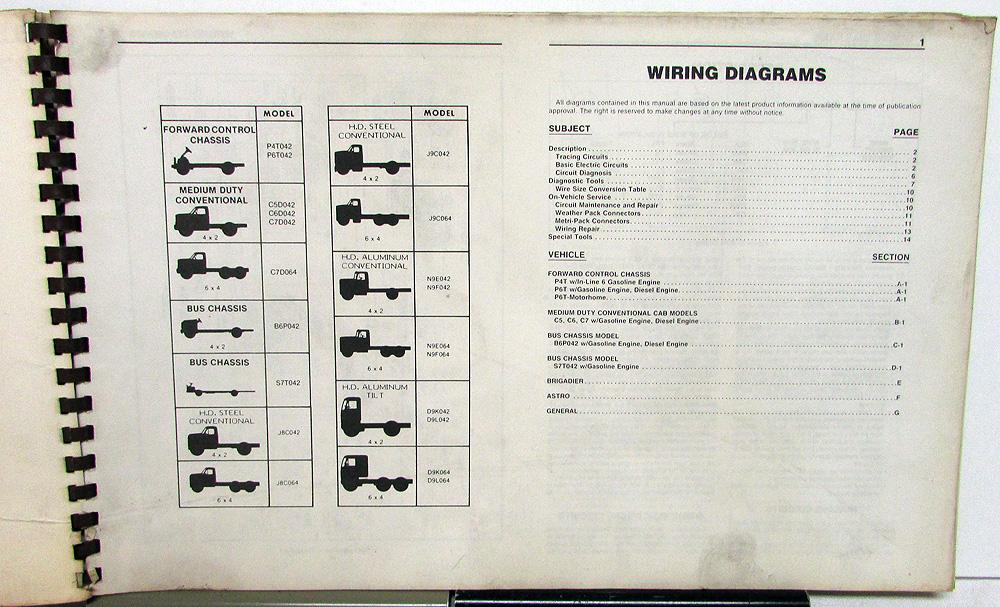 MODEL
FORWARD CONTROL
CHASSIS
P4T042
P6T042
MEDIUM DUTY
CONVENTIONAL
C5D042
C6D042
C7D042
4 x 2
C7D064
6 x 4
BUS CHASSIS
B6P042
4 x 2
BUS CHASSIS
S7T042
H.D. STEEL
CONVENTIONAL
J8C042
4 x 2
J8C064
6 x 4
MODEL
H.D. STEEL
CONVENTIONAL
J9C042
4 x 2
J9C064
6 x 4
H.D. ALUMINUM
CONVENTIONAL
N9E042
N9F042
4 x 2
N9E064
N9F064
6 x 4
H.D. ALUMINUM
TILT
D9K042
D9L042
4 x 2
D9K064
D9L064
6 x 4
1
WIRING DIAGRAMS
All diagrams contained in this manual are based on the latest product information available at the time of publication
approval. The right is reserved to make changes at any time without notice.
SUBJECT PAGE
Description 2
Tracing Circuits 2
Basic Electric Circuits 2
Circuit Diagnosis 6
Diagnostic Tools 7
Wire Size Conversion Table 10
On-Vehicle Service 10
Circuit Maintenance and Repair 10
Weather Pack Connectors 11
Metri-Pack Connectors 11
Wiring Repair 13
Special Tools 14
VEHICLE SECTION
FORWARD CONTROL CHASSIS
P4T w/In-Line 6 Gasoline Engine A-1
P6T w/Gasoline Engine, Diesel Engine A-1
P6T-Motorhome A-1
MEDIUM DUTY CONVENTIONAL CAB MODELS
C5, C6, C7 w/Gasoline Engine, Diesel Engine B-1
BUS CHASSIS MODEL
B6P042 w/Gasoline Engine, Diesel Engine C-1
BUS CHASSIS MODEL
S7T042 w/Gasoline Engine D-1
BRIGADIER E
ASTRO F
GENERAL G